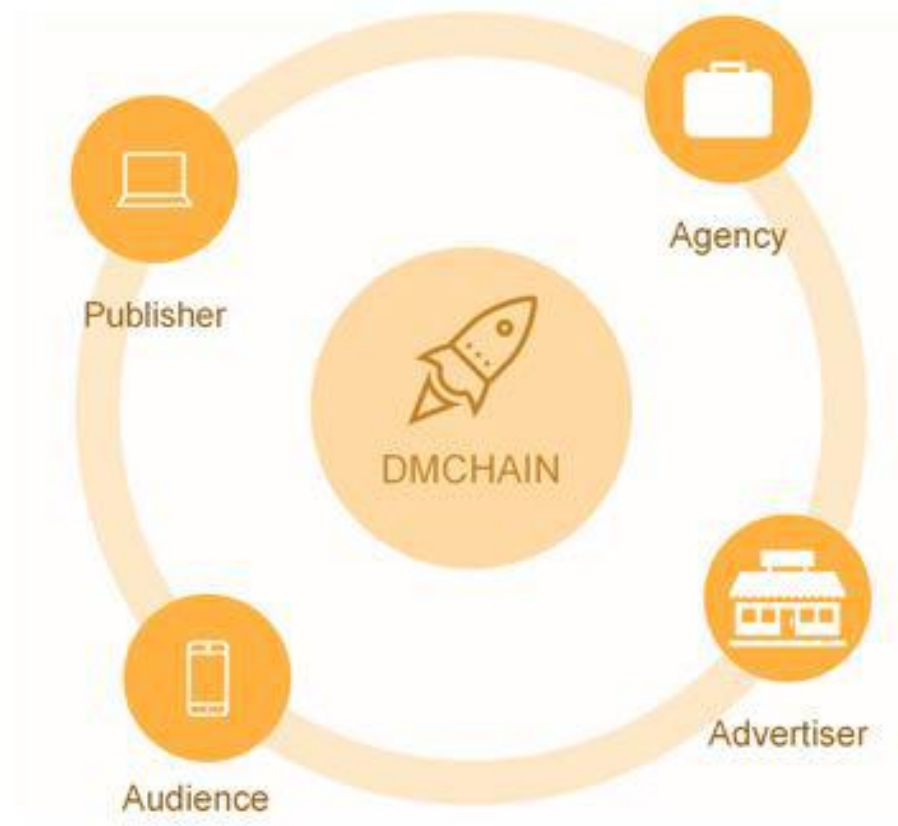 Agency
Publisher
DMCHAIN
Advertiser
Audience